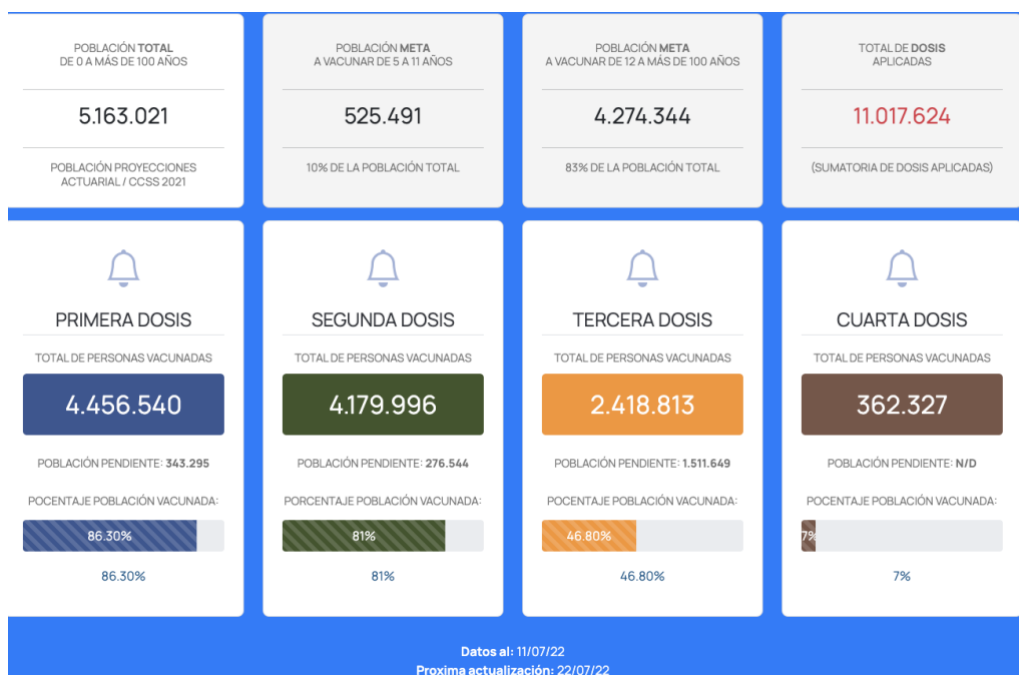 POBLACIÓN TOTAL
DE 0 A MÁS DE 100 AÑOS
5.163.021
POBLACIÓN PROYECCIONES
ACTUARIAL / CCSS 2021
POBLACIÓN META
A VACUNAR DE 5 A 11 AÑOS
525.491
10% DE LA POBLACIÓN TOTAL
POBLACIÓN META
A VACUNAR DE 12 A MÁS DE 100 AÑOS
4.274.344
83% DE LA POBLACIÓN TOTAL
TOTAL DE DOSIS
APLICADAS
11.017.624
(SUMATORIA DE DOSIS APLICADAS)
PRIMERA DOSIS
TOTAL DE PERSONAS VACUNADAS
4.456.540
POBLACIÓN PENDIENTE: 343.295
POCENTAJE POBLACIÓN VACUNADA:
86.30%
86.30%
SEGUNDA DOSIS
TOTAL DE PERSONAS VACUNADAS
4.179.996
POBLACIÓN PENDIENTE: 276.544
PORCENTAJE POBLACIÓN VACUNADA:
81%
81%
TERCERA DOSIS
TOTAL DE PERSONAS VACUNADAS
2.418.813
POBLACIÓN PENDIENTE: 1.511.649
POCENTAJE POBLACIÓN VACUNADA:
46.80%
46.80%
CUARTA DOSIS
TOTAL DE PERSONAS VACUNADAS
362.327
POBLACIÓN PENDIENTE: N/D
POCENTAJE POBLACIÓN VACUNADA:
7%
7%
Datos al: 11/07/22
Proxima actualización: 22/07/22